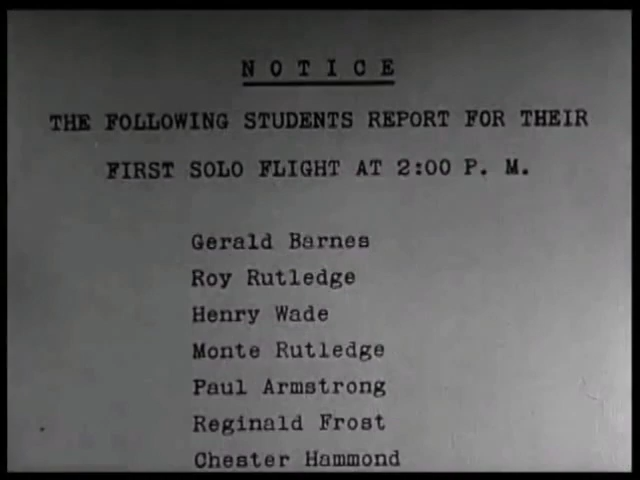 N O T I C E
THE FOLLOWING STUDENTS REPORT FOR THEIR
FIRST SOLO FLIGHT AT 2:00 P. M.
Gerald Barnes
Roy Rutledge
Henry Wade
Monte Rutledge
Paul Armstrong
Reginald Frost
Chester Hammond